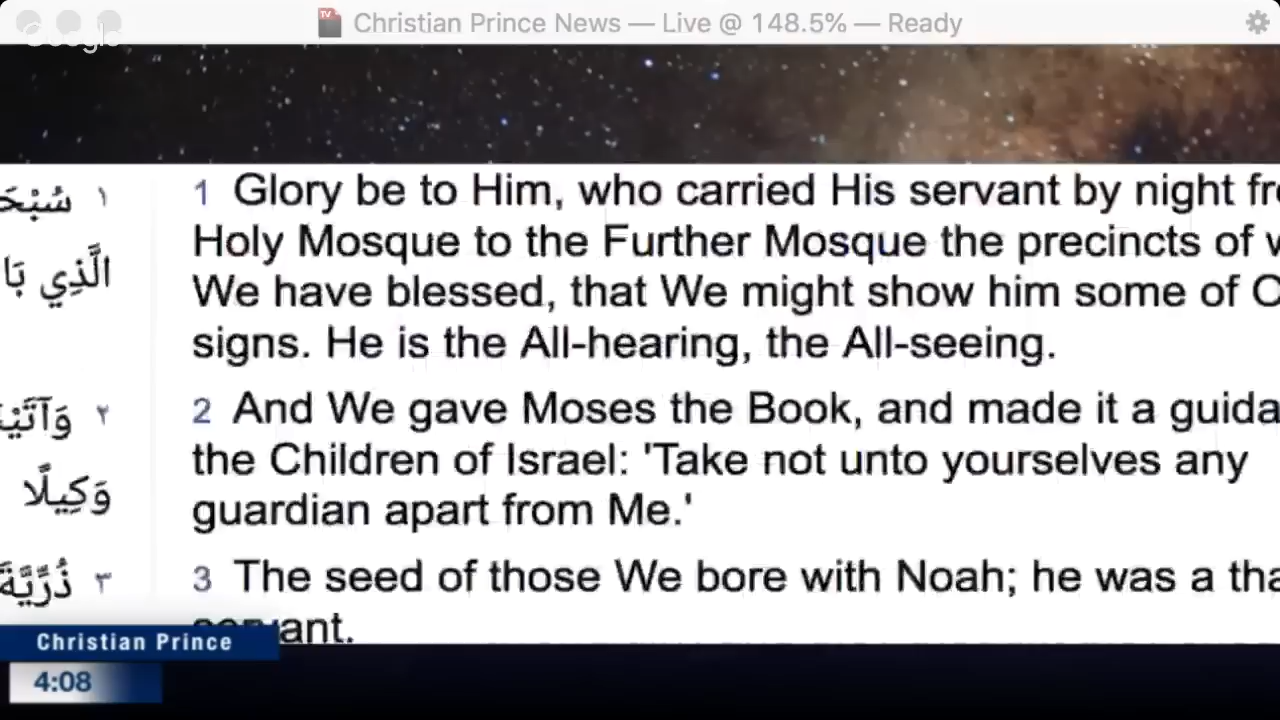 Christian Prince News — Live @ 148.5% — Ready
Google
١ سُبْحَ
1 Glory be to Him, who carried His servant by night
Holy Mosque to the Further Mosque the precincts of
الَّذِي بَا
We have blessed, that We might show him some of
signs. He is the All-hearing, the All-seeing.
٢ وَآتَيْنَ
2 And We gave Moses the Book, and made it a guida
the Children of Israel: 'Take not unto yourselves any
وَكِيلًا
guardian apart from Me.'
٣ ذُرِّيَّةَ
3 The seed of those We bore with Noah; he was a tha
servant.
Christian Prince
4:08